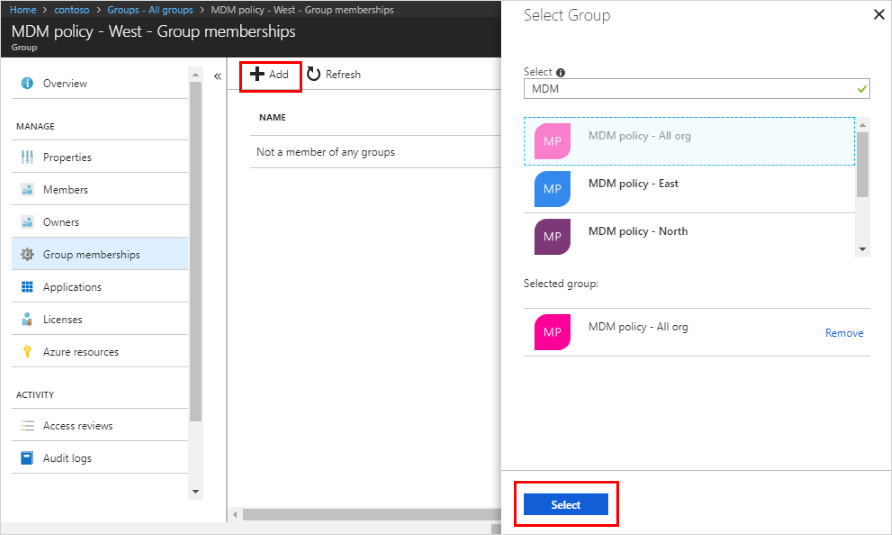 Home > contoso > Groups - All groups > MDM policy - West - Group memberships
MDM policy - West - Group memberships
Group
Overview
MANAGE
Properties
Members
Owners
Group memberships
Applications
Licenses
Azure resources
ACTIVITY
Access reviews
Audit logs
«
Add
Refresh
NAME
Not a member of any groups
Select Group
Select
MDM
MP
MDM policy - All org
MP
MDM policy - East
MP
MDM policy - North
Selected group:
MP
MDM policy - All org
Remove
Select